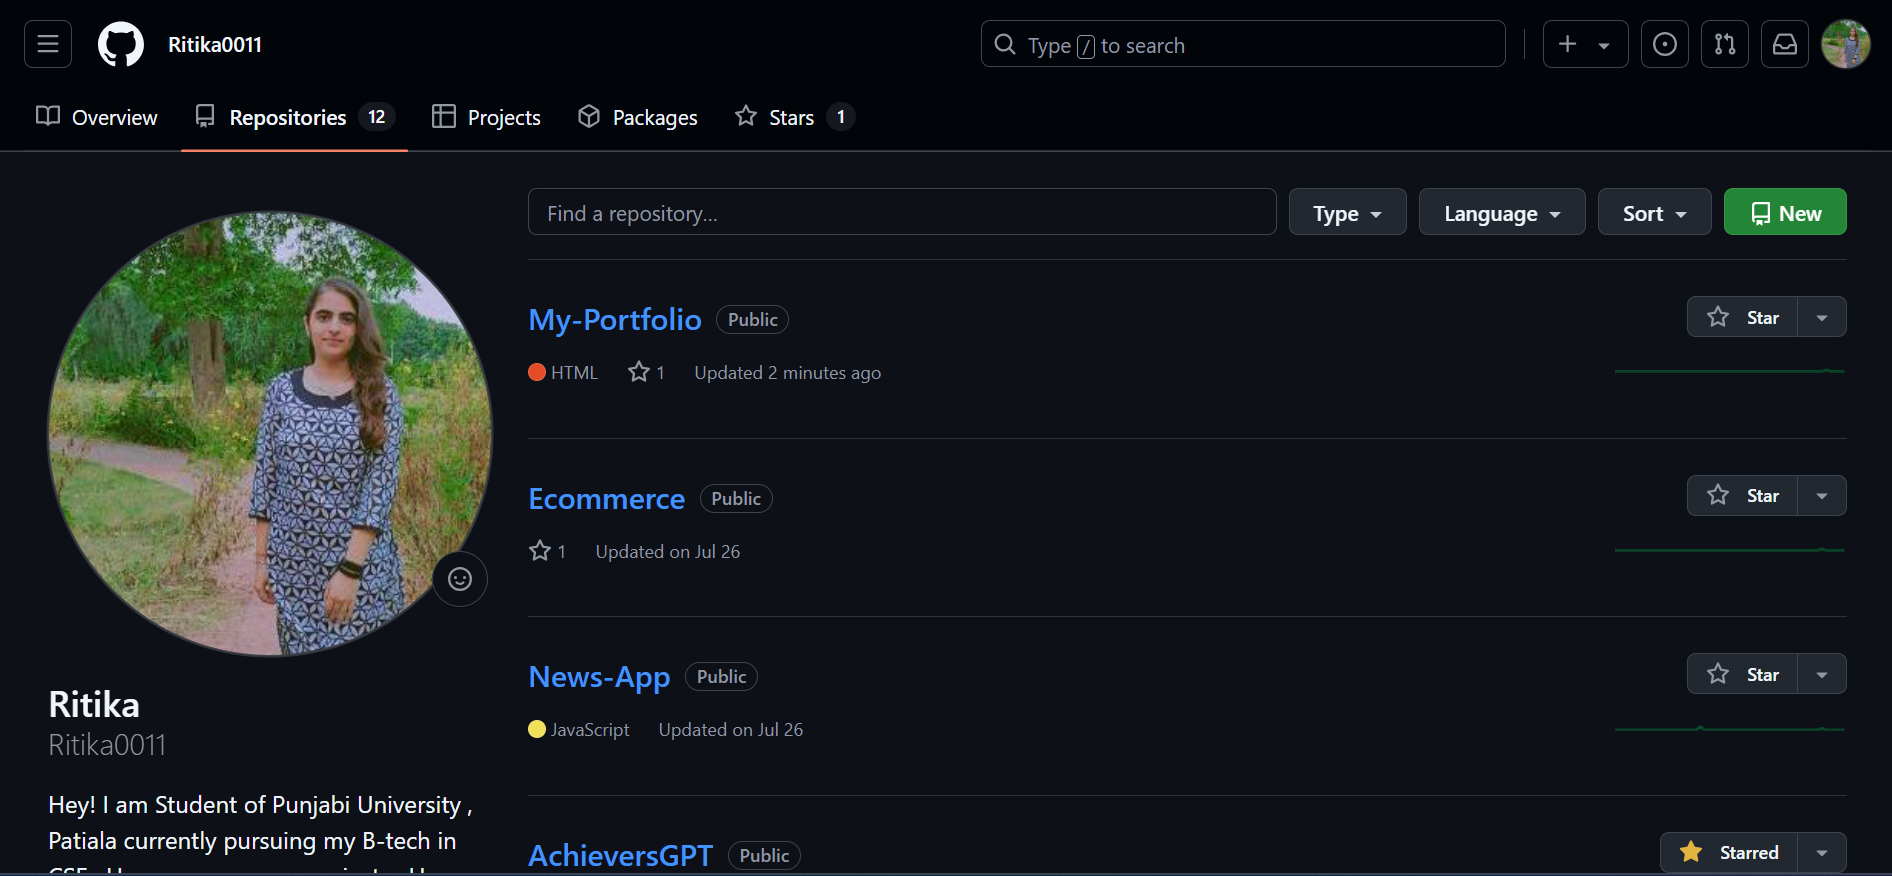 Ritika0011
Type / to search
Overview
Repositories 12
Projects
Packages
Stars 1
Find a repository...
Type
Language
Sort
New
My-Portfolio Public
Star
HTML 1 Updated 2 minutes ago
Ecommerce Public
Star
1 Updated on Jul 26
News-App Public
Star
JavaScript Updated on Jul 26
AchieversGPT Public
Starred
Ritika
Ritika0011
Hey! I am Student of Punjabi University ,
Patiala currently pursuing my B-tech in